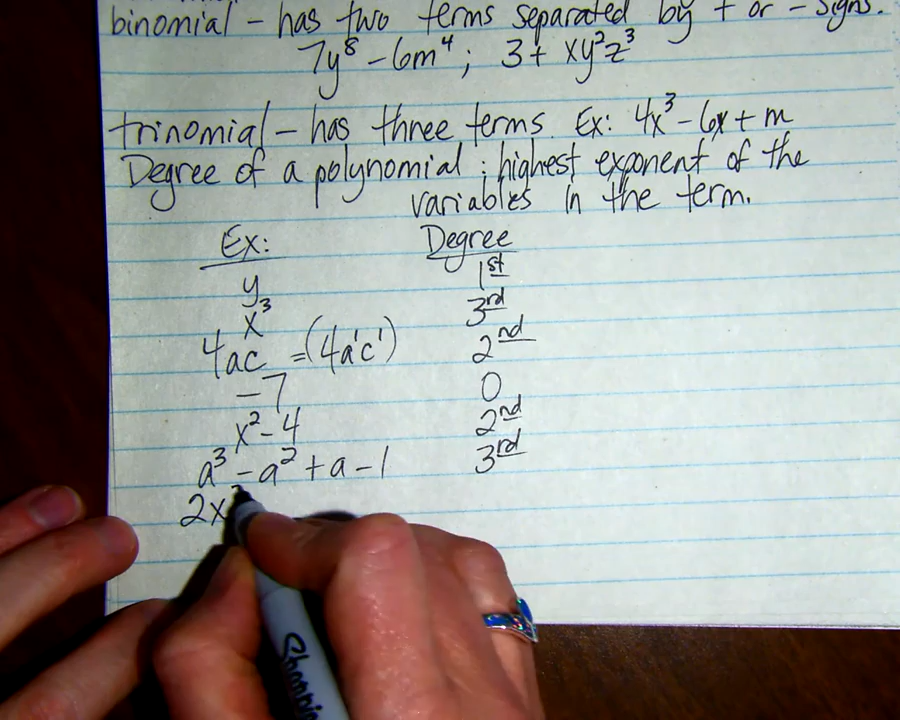 binomial - has two terms separated by + or - signs.
7y⁸ - 6m⁴; 3 + xy²z³
trinomial - has three terms. Ex: 4x³ - 6x + m
Degree of a polynomial: highest exponent of the
variables in the term.
Ex: Degree
y 1st
x³ 3rd
4ac = (4a¹c¹) 2nd
-7 0
x² - 4 2nd
a³ - a² + a - 1 3rd
2x